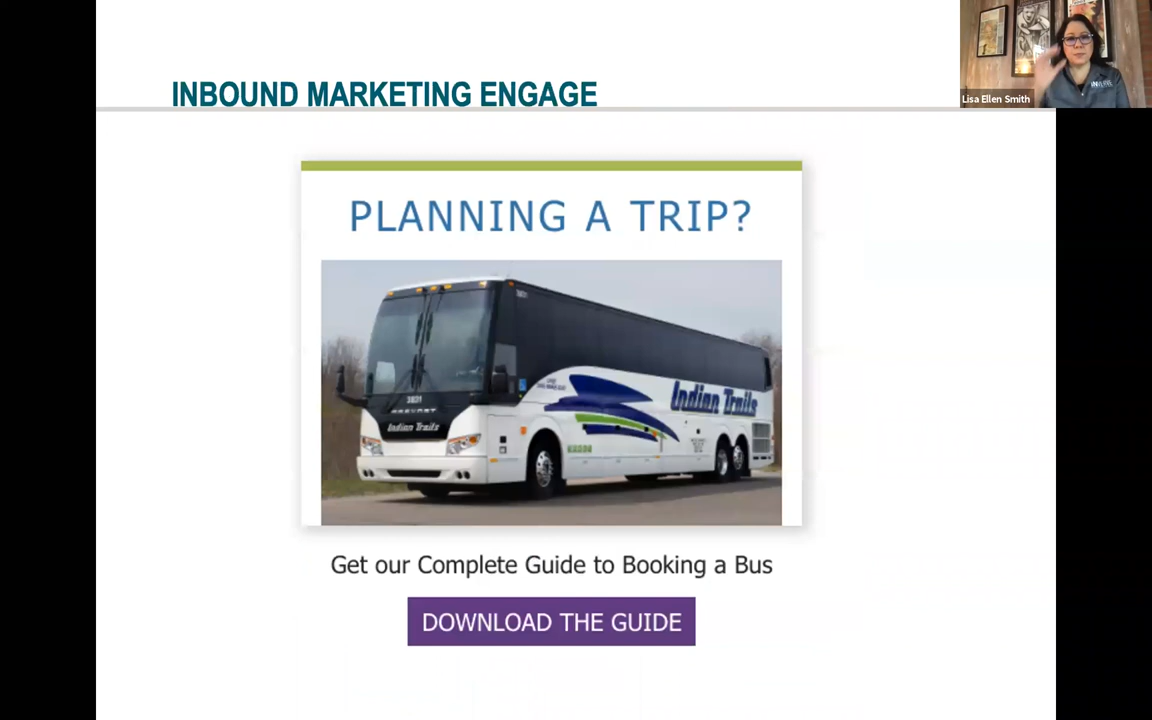 INBOUND MARKETING ENGAGE
Lisa Ellen Smith
PLANNING A TRIP?
3831
Indian Trails
Indian Trails
Get our Complete Guide to Booking a Bus
DOWNLOAD THE GUIDE